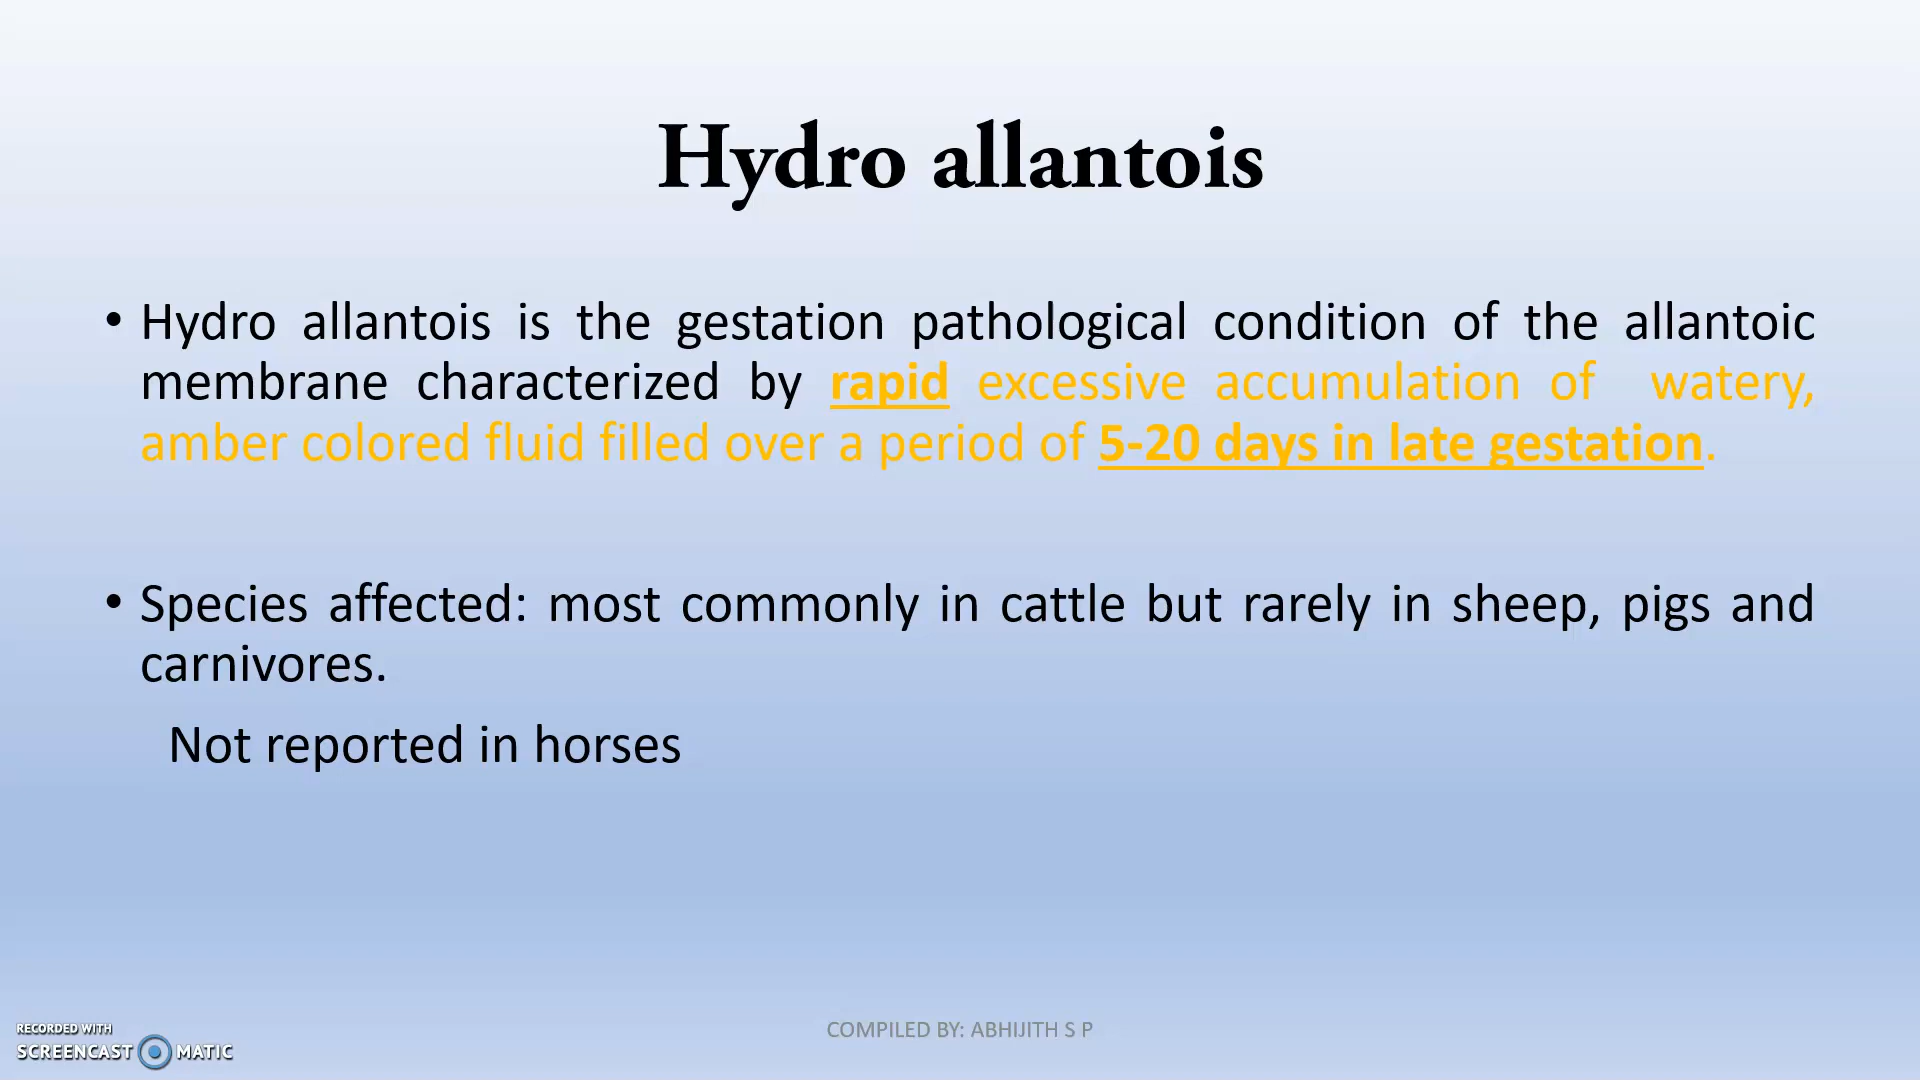 Hydro allantois
• Hydro allantois is the gestation pathological condition of the allantoic
membrane characterized by rapid excessive accumulation of watery,
amber colored fluid filled over a period of 5-20 days in late gestation.
• Species affected: most commonly in cattle but rarely in sheep, pigs and
carnivores.
Not reported in horses
RECORDED WITH
SCREENCAST MATIC
COMPILED BY: ABHIJITH S P